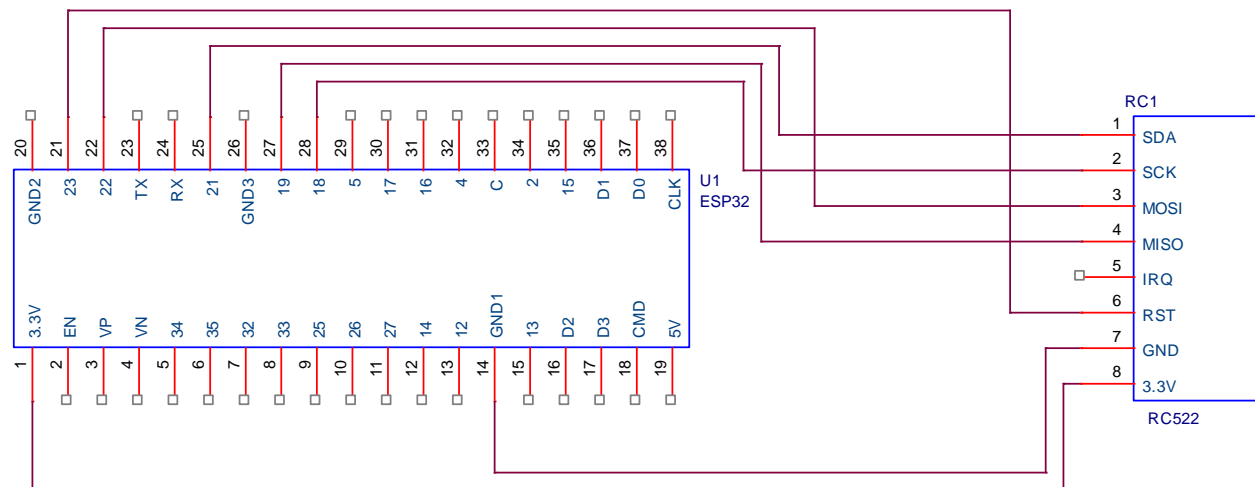 RC1
20 21 22 23 24 25 26 27 28 29 30 31 32 33 34 35 36 37 38
GND2 23 22 TX RX 21 GND3 19 18 5 17 16 4 C 2 15 D1 D0 CLK
U1
ESP32
3.3V EN VP VN 34 35 32 33 25 26 27 14 12 GND1 13 D2 D3 CMD 5V
1 2 3 4 5 6 7 8 9 10 11 12 13 14 15 16 17 18 19
1 SDA
2 SCK
3 MOSI
4 MISO
5 IRQ
6 RST
7 GND
8 3.3V
RC522